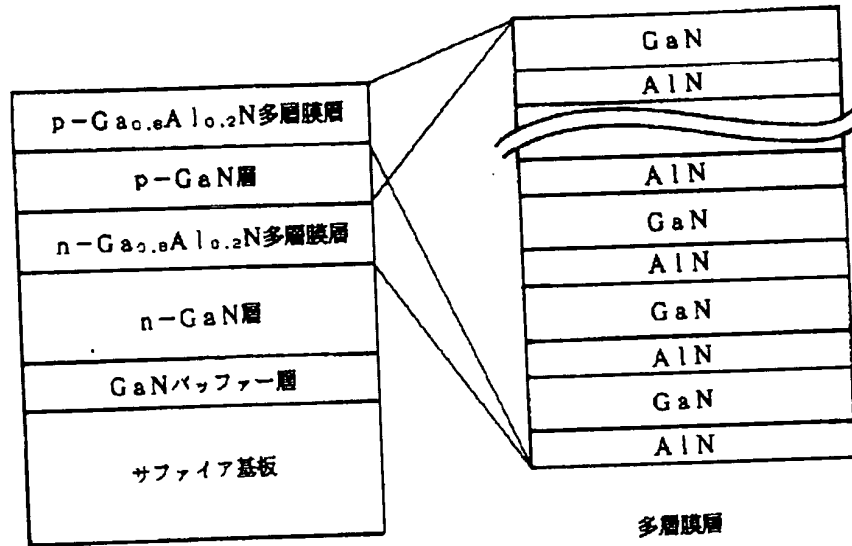 p-Ga₀.₈Al₀.₂N多層膜層
p-GaN層
n-Ga₀.₈Al₀.₂N多層膜層
n-GaN層
GaNバッファー層
サファイア基板
GaN
AlN
AlN
GaN
AlN
GaN
AlN
GaN
AlN
多層膜層